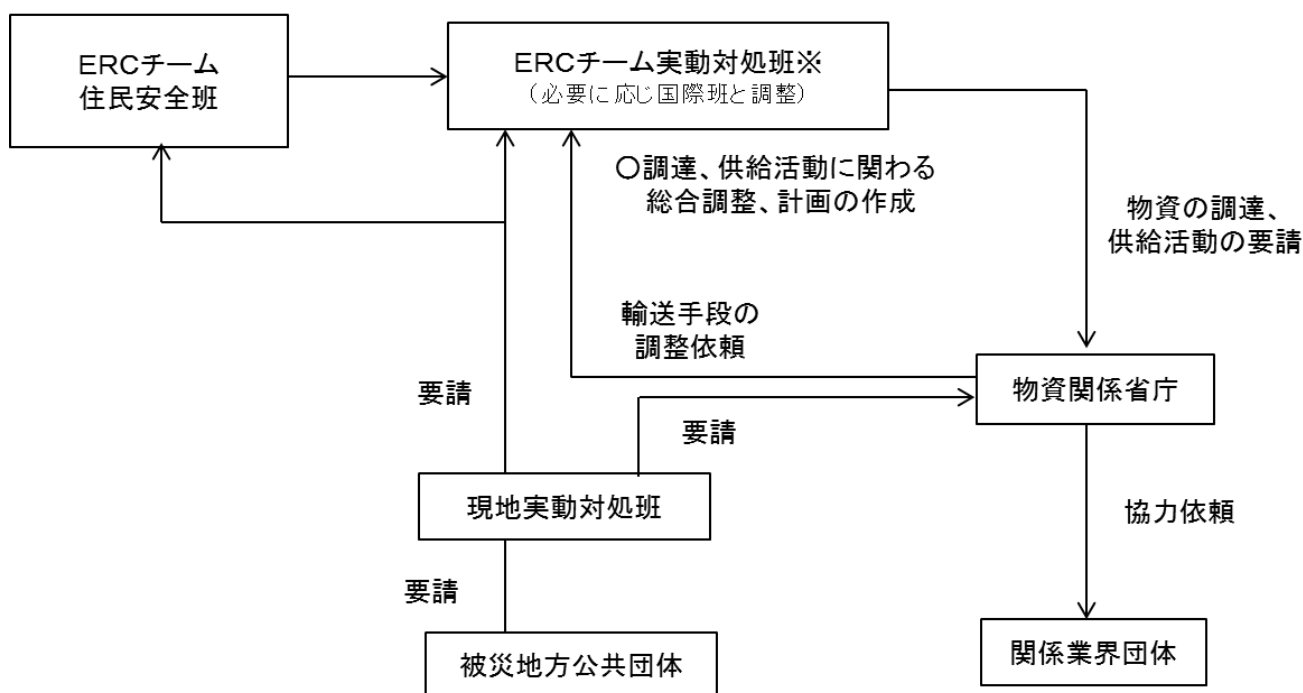 ERCチーム
住民安全班
ERCチーム実動対処班※
（必要に応じ国際班と調整）
〇調達、供給活動に関わる
総合調整、計画の作成
物資の調達、
供給活動の要請
輸送手段の
調整依頼
物資関係省庁
要請
要請
現地実動対処班
協力依頼
要請
被災地方公共団体
関係業界団体